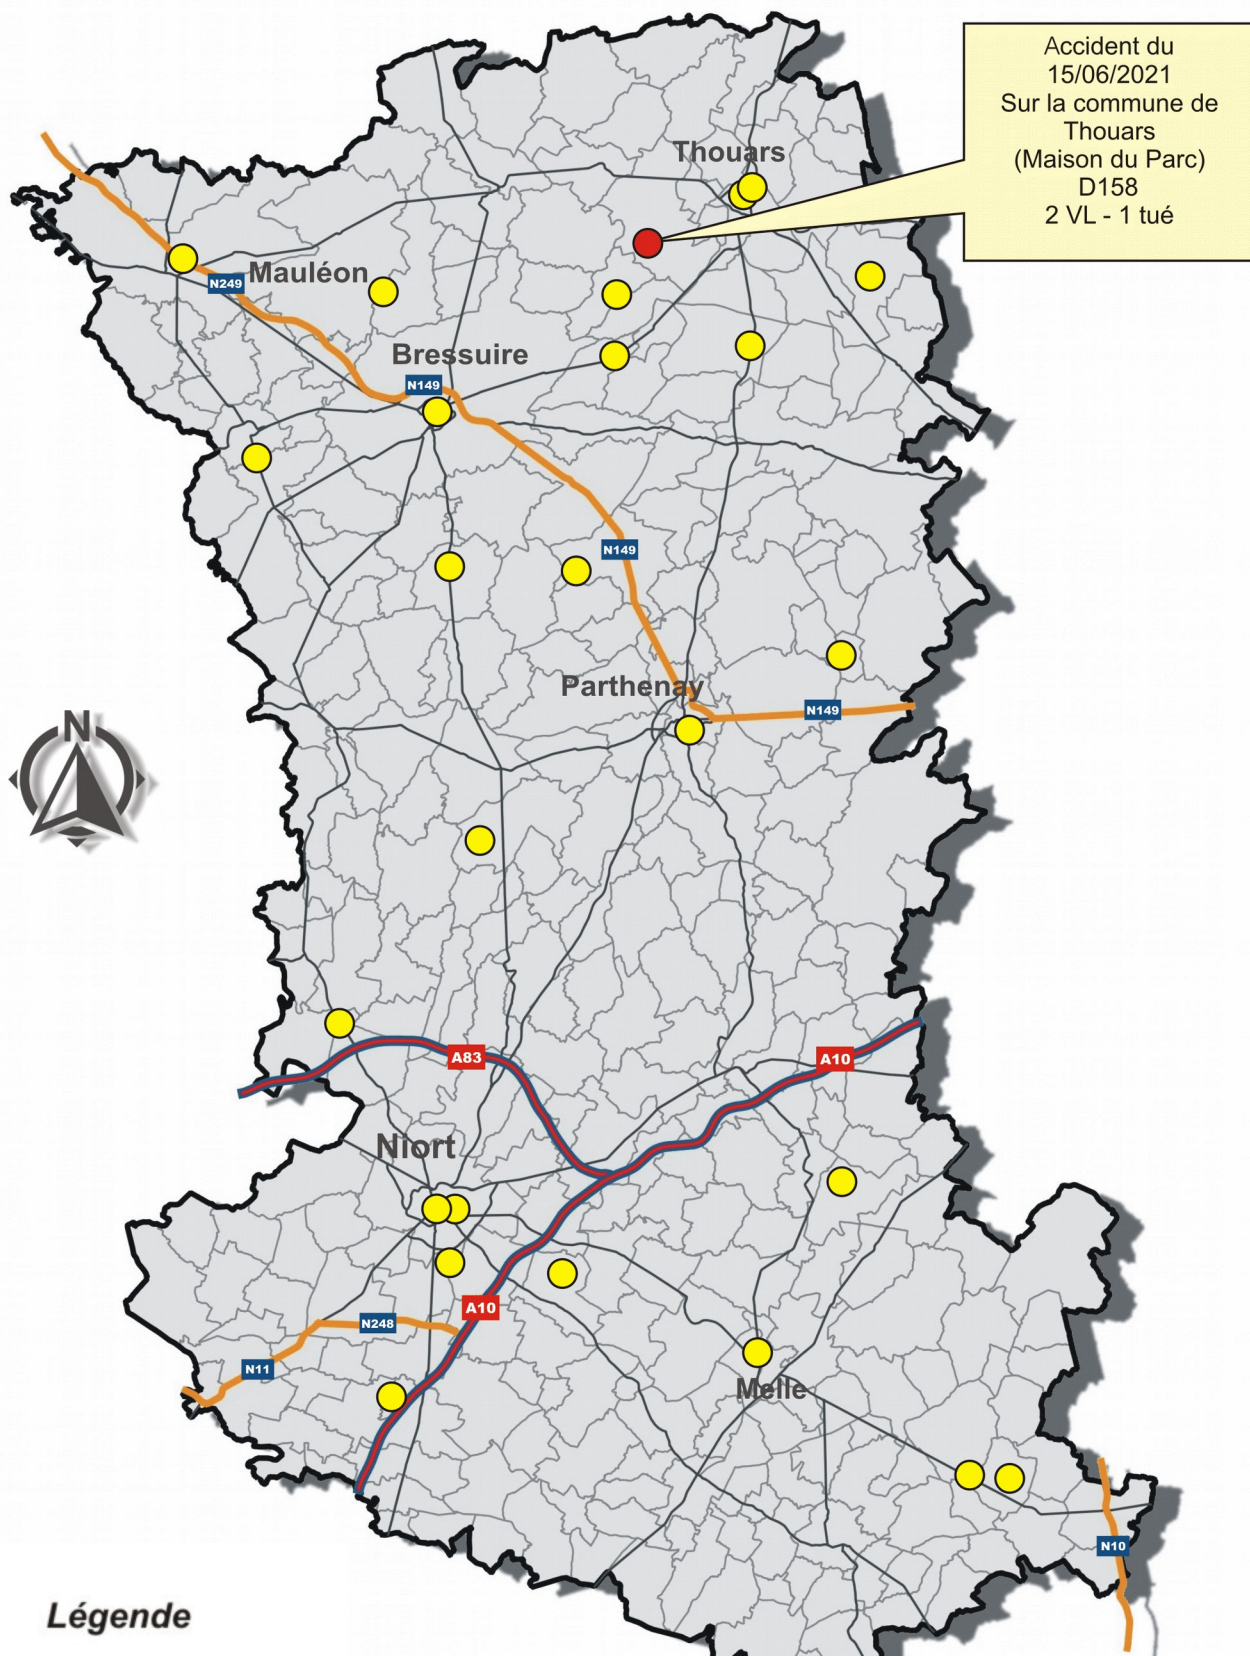 Accident du
15/06/2021
Sur la commune de
Thouars
(Maison du Parc)
D158
2 VL - 1 tué
Thouars
Mauléon
N249
Bressuire
N149
N149
Parthenay
N149
N
A83
A10
Niort
A10
N248
N11
Melle
N10
Légende